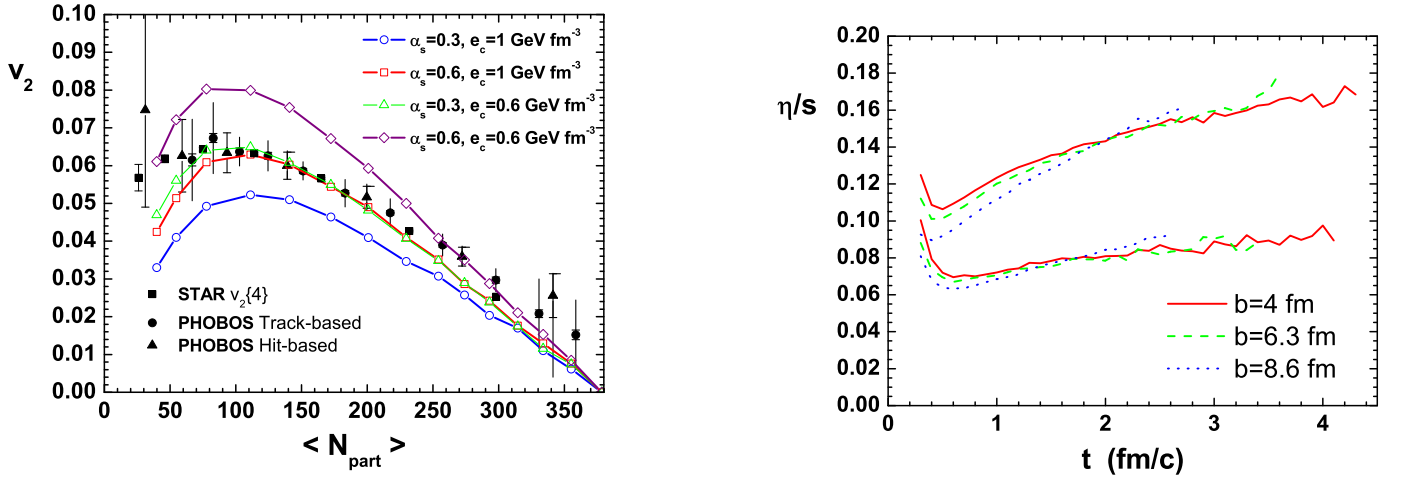 0.10
0.09
0.08
0.07
0.06
0.05
0.04
0.03
0.02
0.01
0.00
v2
αs=0.3, ec=1 GeV fm-3
αs=0.6, ec=1 GeV fm-3
αs=0.3, ec=0.6 GeV fm-3
αs=0.6, ec=0.6 GeV fm-3
STAR v2{4}
PHOBOS Track-based
PHOBOS Hit-based
0 50 100 150 200 250 300 350
< Npart >
0.20
0.18
0.16
0.14
0.12
0.10
0.08
0.06
0.04
0.02
0.00
η/s
b=4 fm
b=6.3 fm
b=8.6 fm
0 1 2 3 4
t (fm/c)